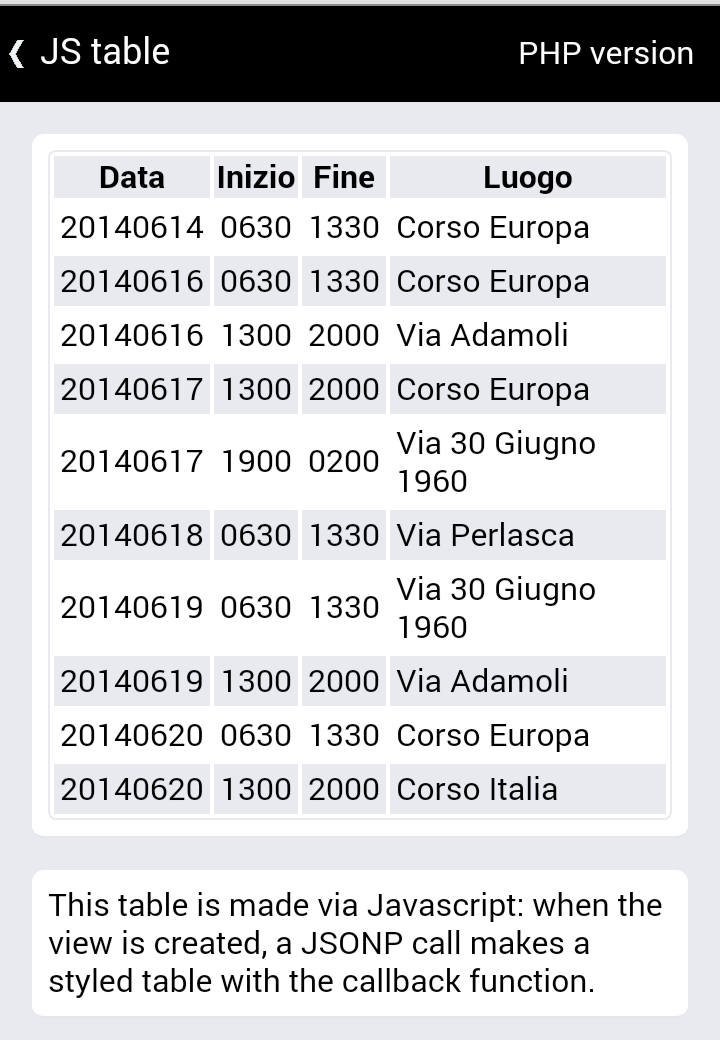 ❬ JS table PHP version
Data Inizio Fine Luogo
20140614 0630 1330 Corso Europa
20140616 0630 1330 Corso Europa
20140616 1300 2000 Via Adamoli
20140617 1300 2000 Corso Europa
20140617 1900 0200 Via 30 Giugno
1960
20140618 0630 1330 Via Perlasca
20140619 0630 1330 Via 30 Giugno
1960
20140619 1300 2000 Via Adamoli
20140620 0630 1330 Corso Europa
20140620 1300 2000 Corso Italia
This table is made via Javascript: when the
view is created, a JSONP call makes a
styled table with the callback function.